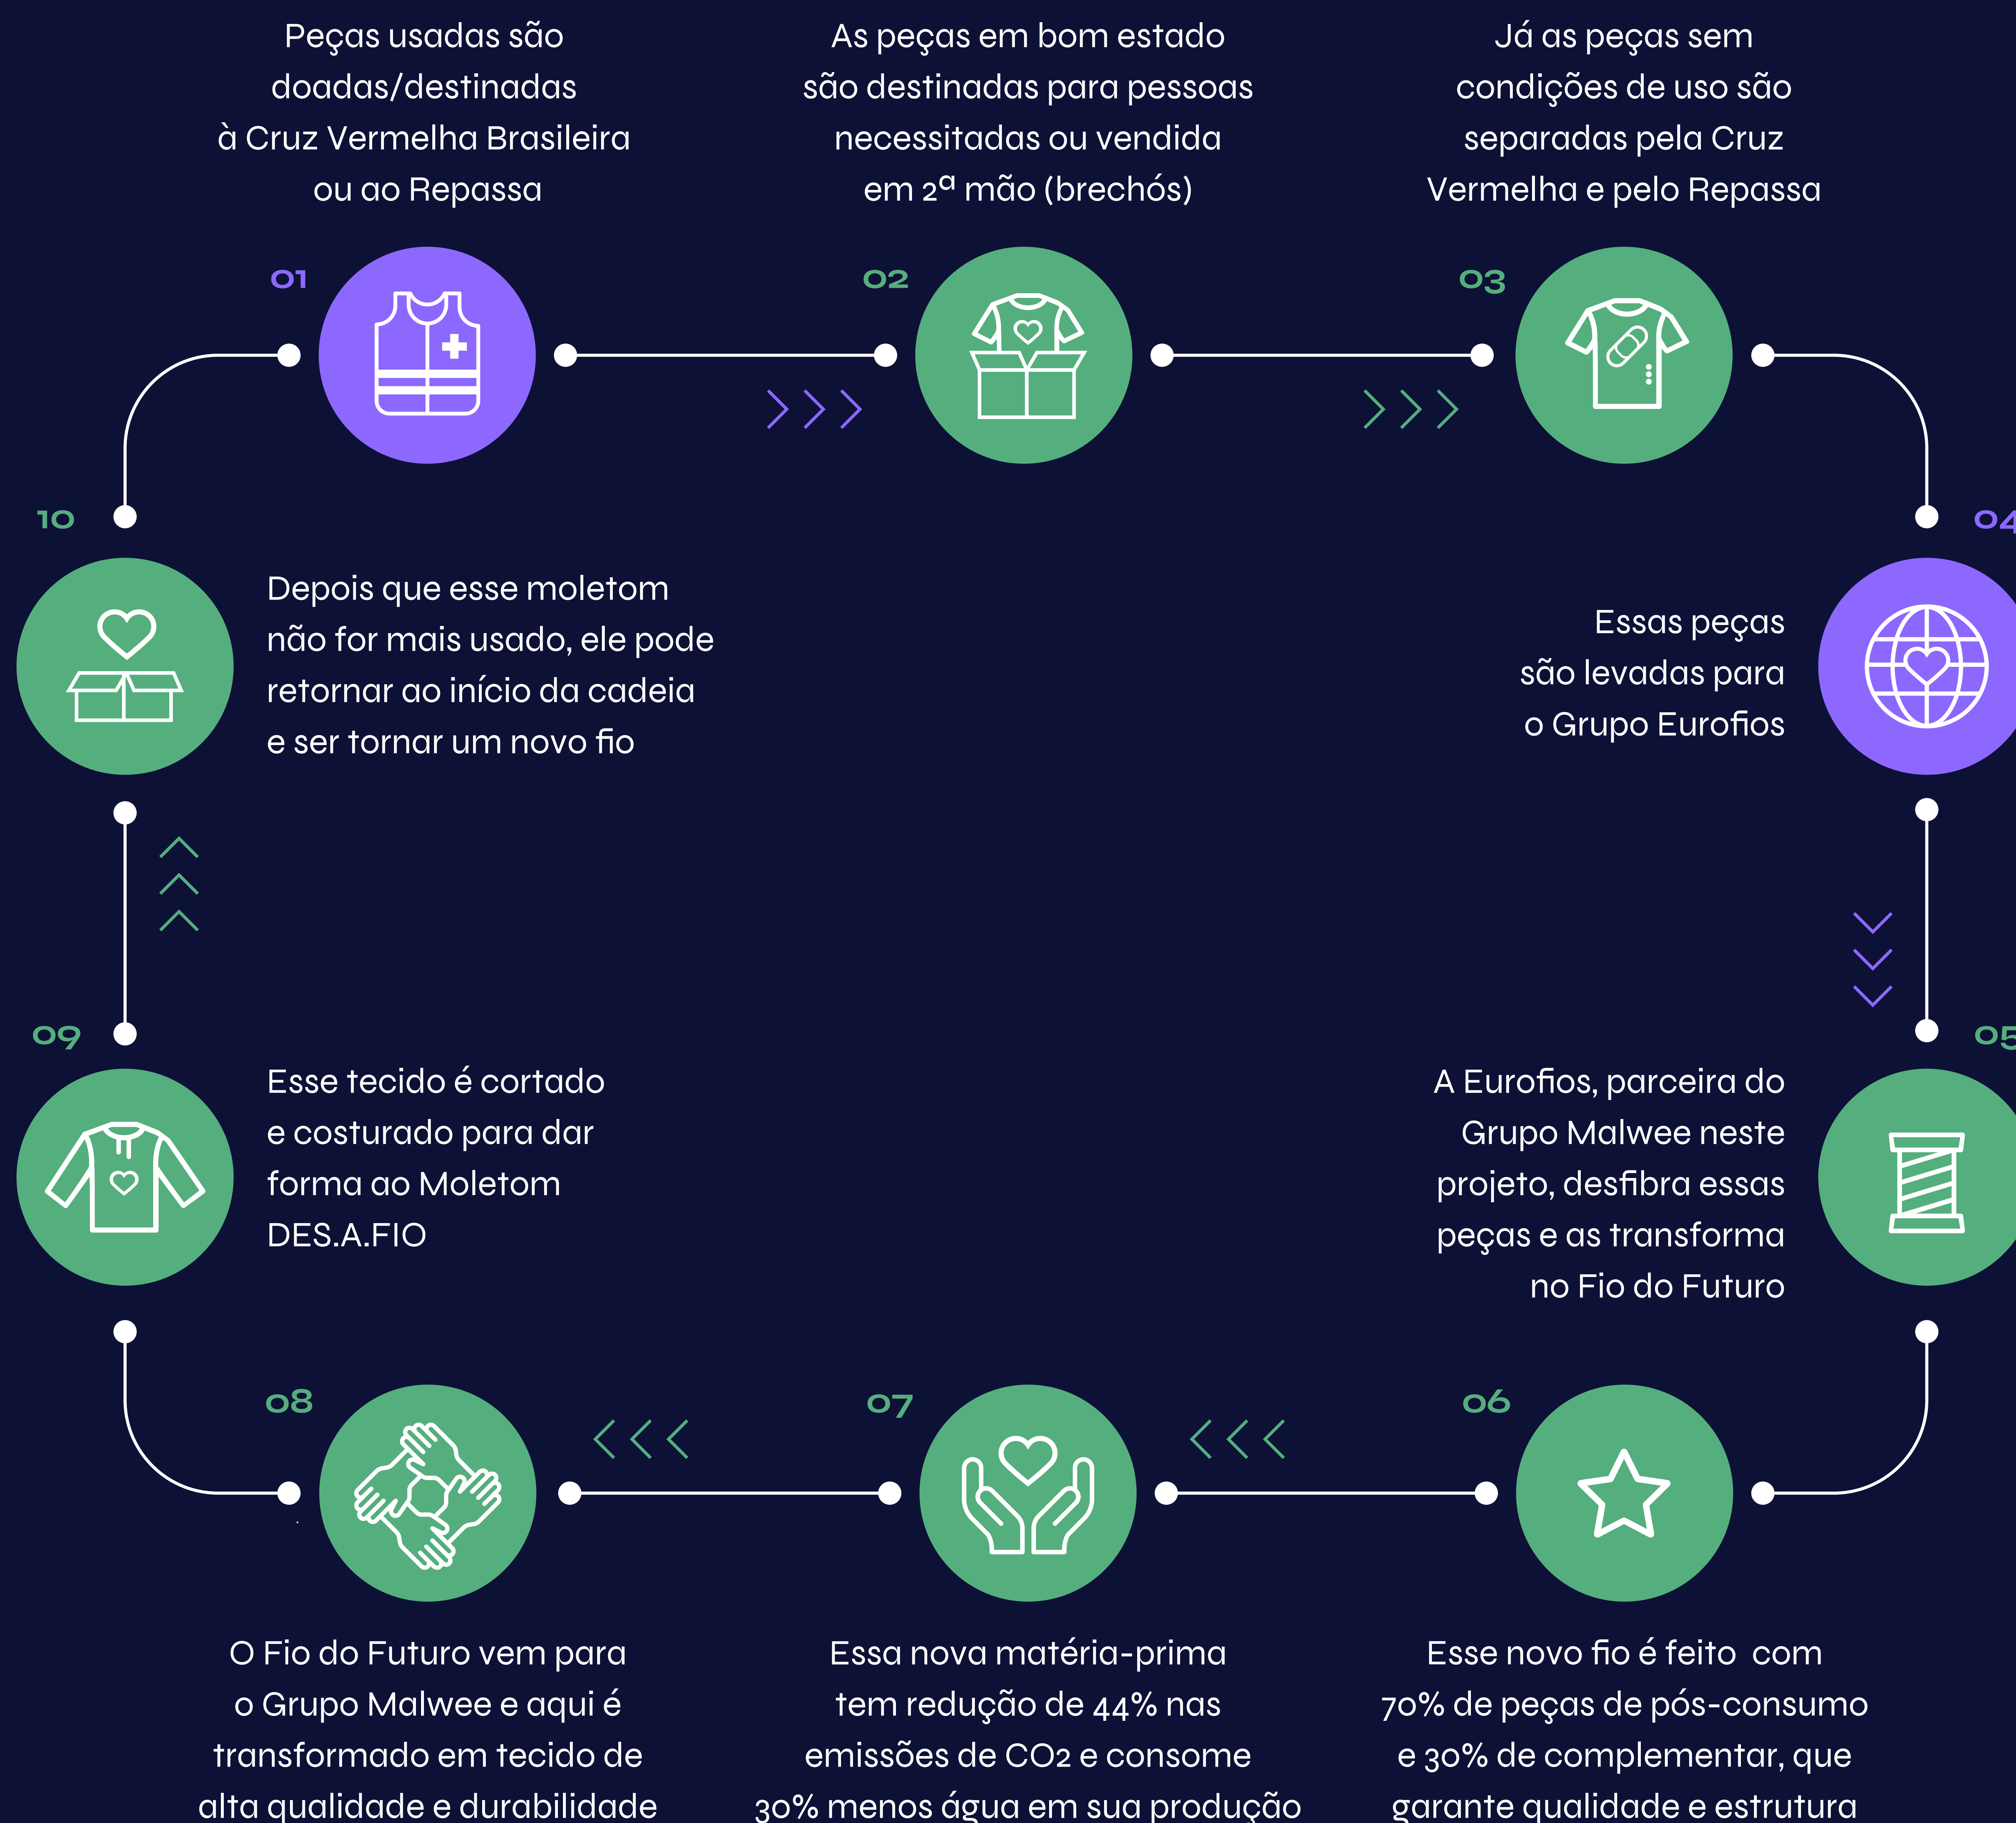 Peças usadas são
doadas/destinadas
à Cruz Vermelha Brasileira
ou ao Repassa
01
As peças em bom estado
são destinadas para pessoas
necessitadas ou vendida
em 2ª mão (brechós)
02
Já as peças sem
condições de uso são
separadas pela Cruz
Vermelha e pelo Repassa
03
04
Essas peças
são levadas para
o Grupo Eurofios
05
A Eurofios, parceira do
Grupo Malwee neste
projeto, desfibra essas
peças e as transforma
no Fio do Futuro
06
Esse novo fio é feito  com
70% de peças de pós-consumo
e 30% de complementar, que
garante qualidade e estrutura
07
Essa nova matéria-prima
tem redução de 44% nas
emissões de CO2 e consome
30% menos água em sua produção
08
O Fio do Futuro vem para
o Grupo Malwee e aqui é
transformado em tecido de
alta qualidade e durabilidade
09
Esse tecido é cortado
e costurado para dar
forma ao Moletom
DES.A.FIO
10
Depois que esse moletom
não for mais usado, ele pode
retornar ao início da cadeia
e ser tornar um novo fio